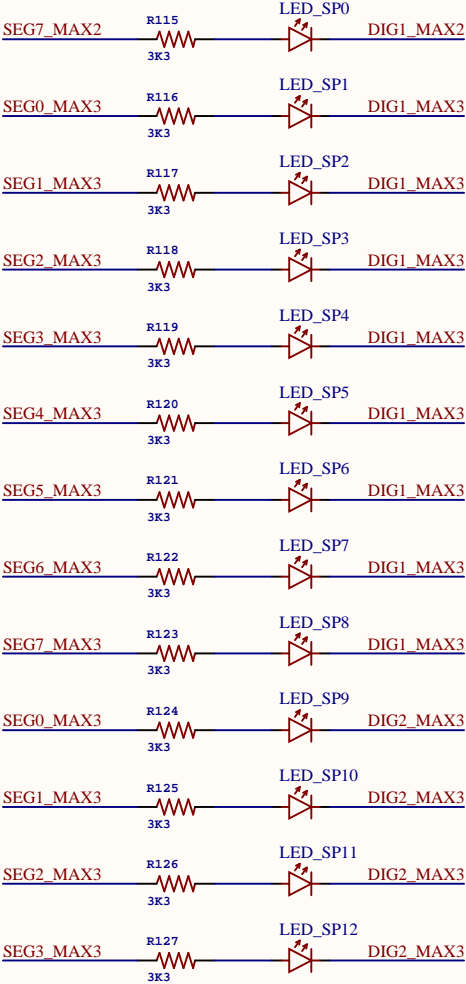 LED_SP0
SEG7_MAX2 R115 DIG1_MAX2
3K3
LED_SP1
SEG0_MAX3 R116 DIG1_MAX3
3K3
LED_SP2
SEG1_MAX3 R117 DIG1_MAX3
3K3
LED_SP3
SEG2_MAX3 R118 DIG1_MAX3
3K3
LED_SP4
SEG3_MAX3 R119 DIG1_MAX3
3K3
LED_SP5
SEG4_MAX3 R120 DIG1_MAX3
3K3
LED_SP6
SEG5_MAX3 R121 DIG1_MAX3
3K3
LED_SP7
SEG6_MAX3 R122 DIG1_MAX3
3K3
LED_SP8
SEG7_MAX3 R123 DIG1_MAX3
3K3
LED_SP9
SEG0_MAX3 R124 DIG2_MAX3
3K3
LED_SP10
SEG1_MAX3 R125 DIG2_MAX3
3K3
LED_SP11
SEG2_MAX3 R126 DIG2_MAX3
3K3
LED_SP12
SEG3_MAX3 R127 DIG2_MAX3
3K3